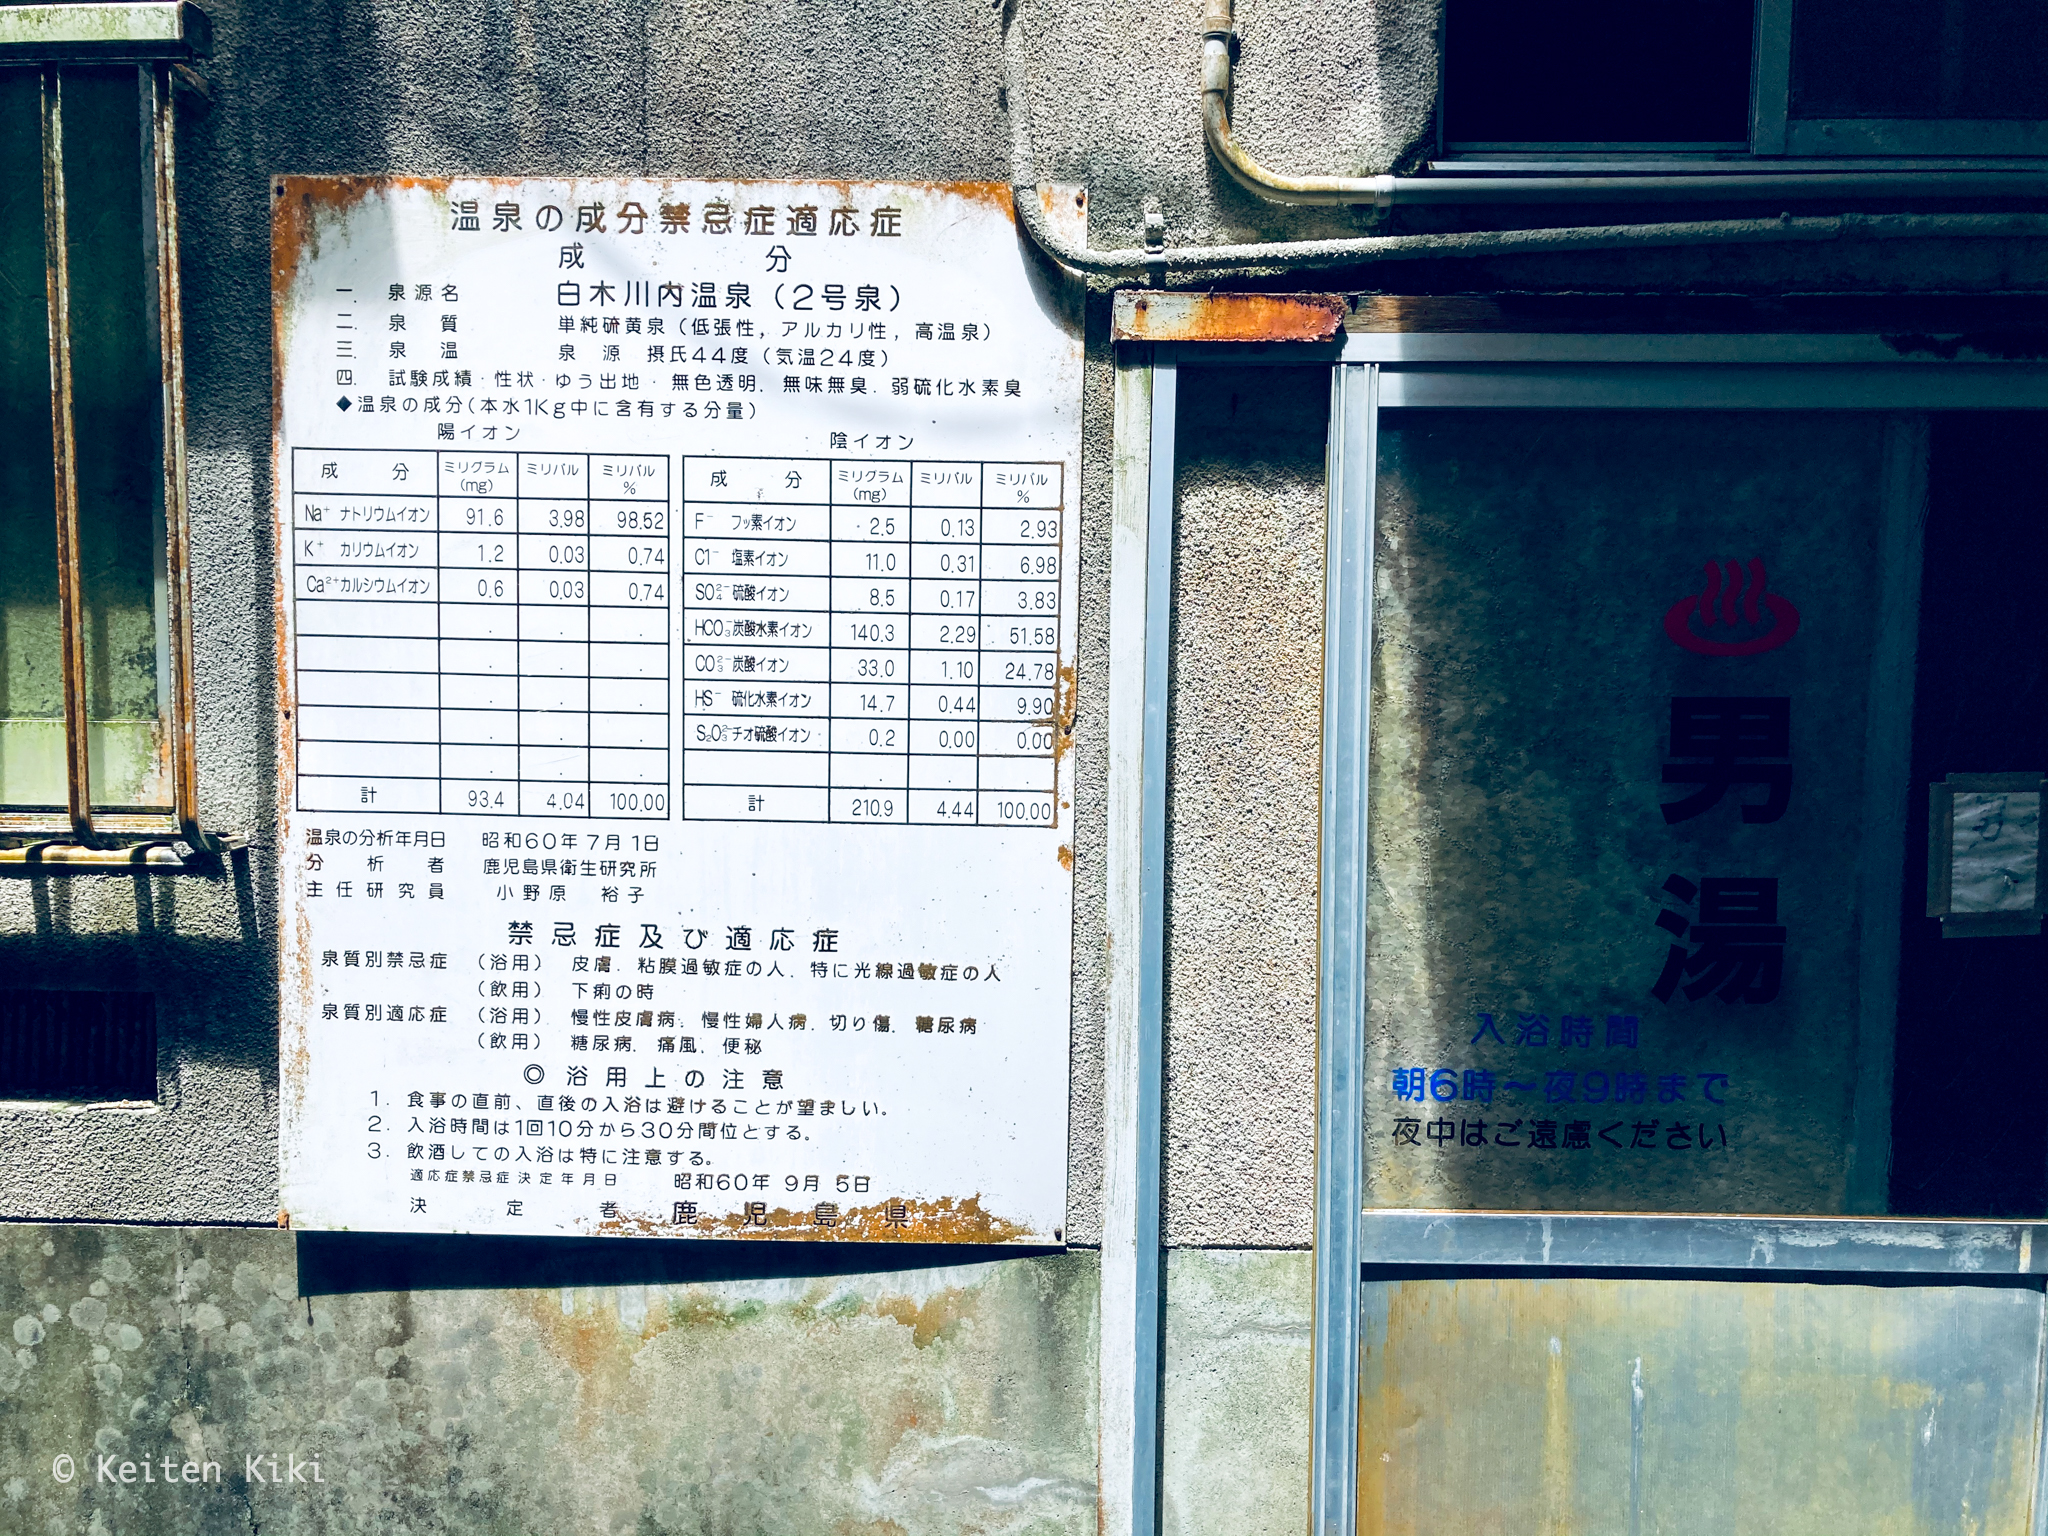 温泉の成分禁忌症適応症
成 分
一. 泉源名 白木川内温泉（2号泉）
二. 泉質 単純硫黄泉（低張性，アルカリ性，高温泉）
三. 泉温 泉源 摂氏44度（気温24度）
四. 試験成績・性状・ゆう出地・無色透明．無味無臭．弱硫化水素臭
◆温泉の成分（本水1Kg中に含有する分量）
陽イオン
成分 ミリグラム(mg) ミリバル ミリバル%
Na⁺ ナトリウムイオン 91.6 3.98 98.52
K⁺ カリウムイオン 1.2 0.03 0.74
Ca²⁺カルシウムイオン 0.6 0.03 0.74
計 93.4 4.04 100.00
陰イオン
成分 ミリグラム(mg) ミリバル ミリバル%
F⁻ フッ素イオン 2.5 0.13 2.93
C1⁻ 塩素イオン 11.0 0.31 6.98
SO₄²⁻ 硫酸イオン 8.5 0.17 3.83
HCO₃⁻炭酸水素イオン 140.3 2.29 51.58
CO₃²⁻炭酸イオン 33.0 1.10 24.78
HS⁻ 硫化水素イオン 14.7 0.44 9.90
S₂O₃²⁻チオ硫酸イオン 0.2 0.00 0.00
計 210.9 4.44 100.00
温泉の分析年月日 昭和60年7月1日
分析者 鹿児島県衛生研究所
主任研究員 小野原 裕子
禁忌症及び適応症
泉質別禁忌症 （浴用） 皮膚．粘膜過敏症の人．特に光線過敏症の人
（飲用） 下痢の時
泉質別適応症 （浴用） 慢性皮膚病．慢性婦人病．切り傷．糖尿病
（飲用） 糖尿病．痛風．便秘
◎ 浴用上の注意
1. 食事の直前、直後の入浴は避けることが望ましい。
2. 入浴時間は1回10分から30分間位とする。
3. 飲酒しての入浴は特に注意する。
適応症禁忌症決定年月日 昭和60年 9月 5日
決定者 鹿児島県
男湯
入浴時間
朝6時〜夜9時まで
夜中はご遠慮ください
© Keiten Kiki